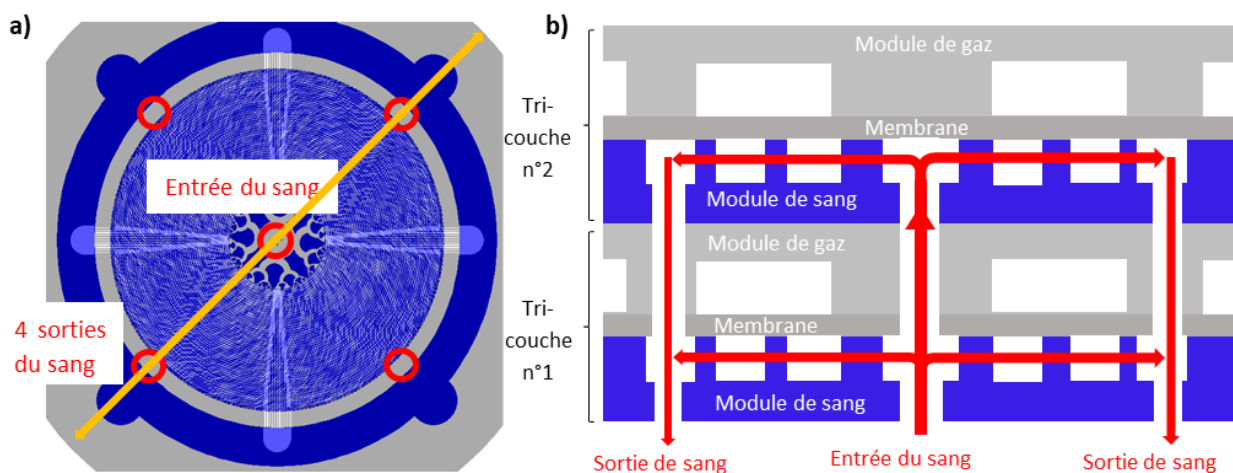 a)
Entrée du sang
4 sorties
du sang
b)
Tri-
couche
n°2
Tri-
couche
n°1
Module de gaz
Membrane
Module de sang
Module de gaz
Membrane
Module de sang
Sortie de sang
Entrée du sang
Sortie de sang